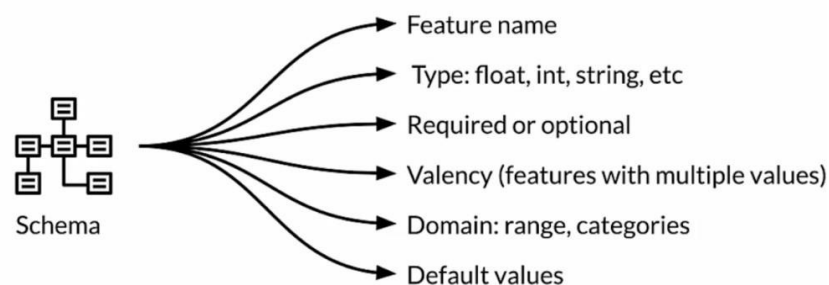 Feature name
Type: float, int, string, etc
Required or optional
Valency (features with multiple values)
Schema
Domain: range, categories
Default values